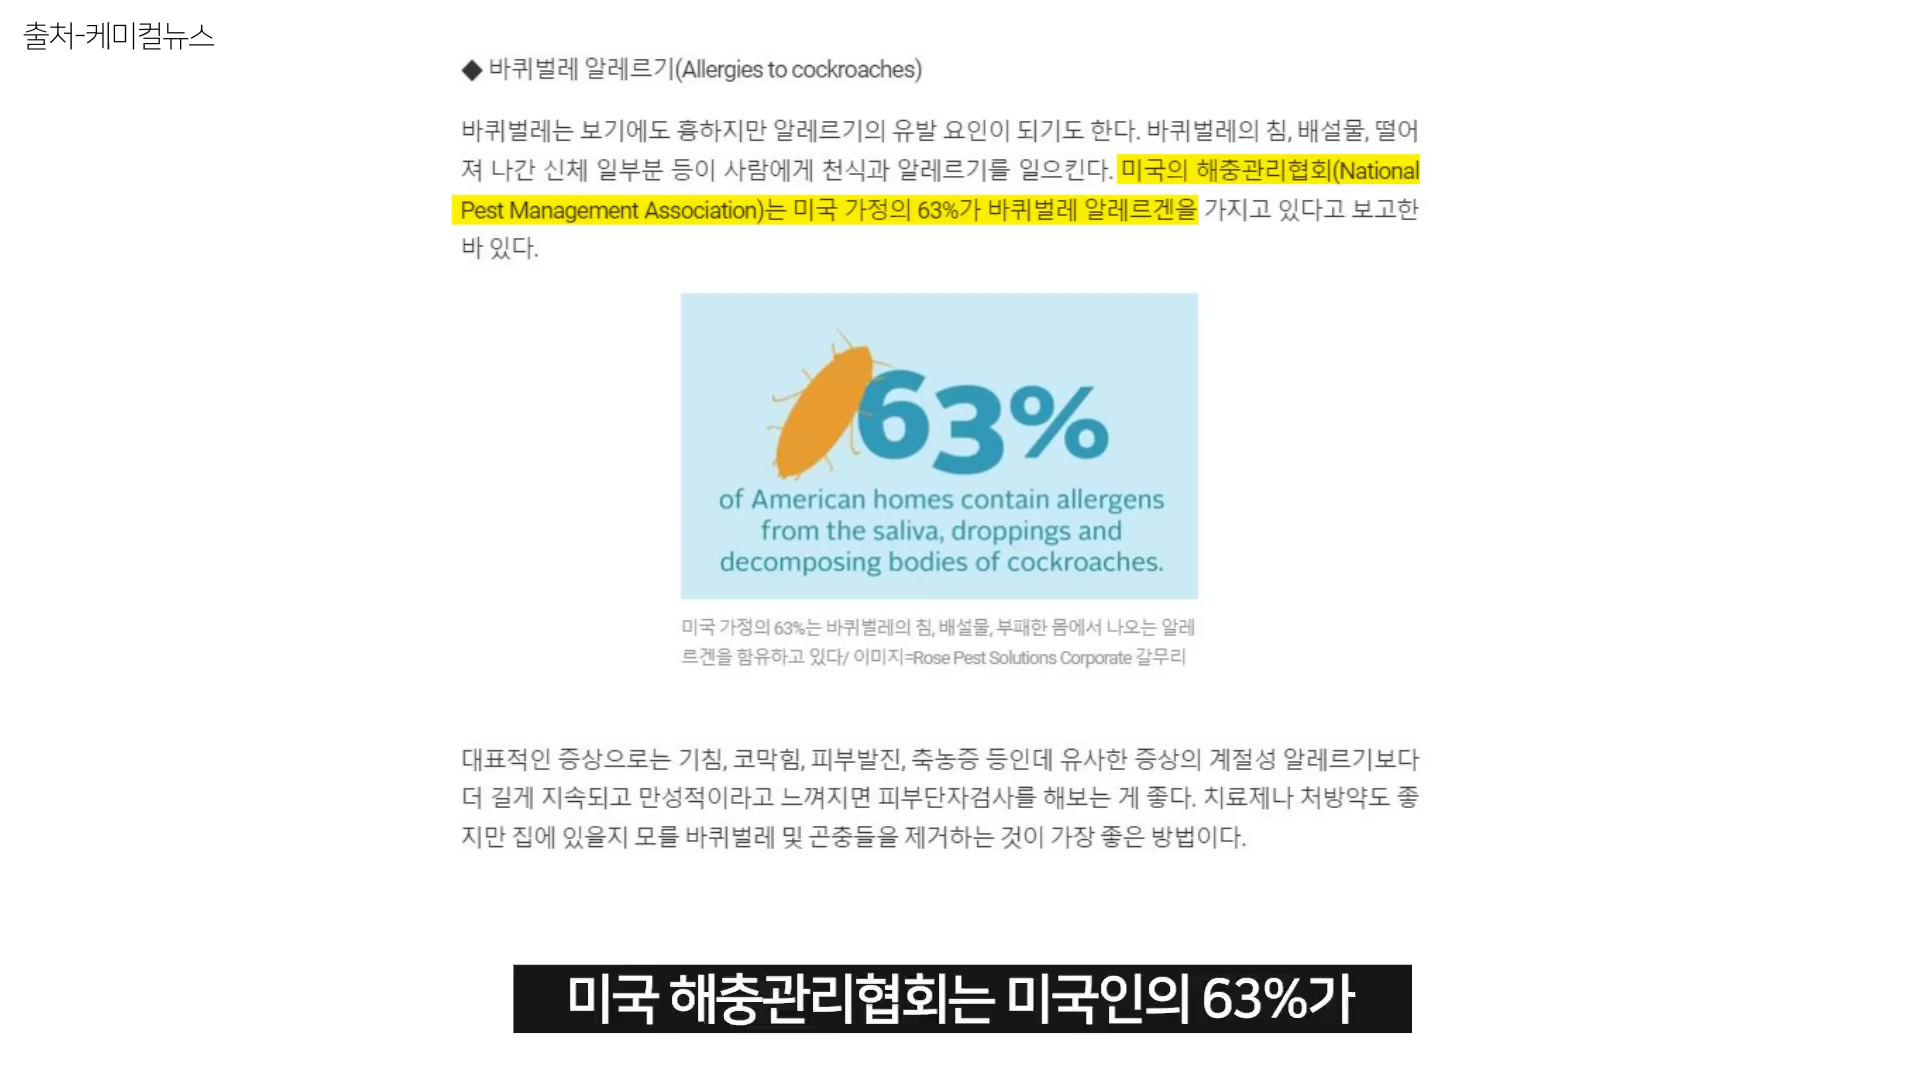 출처-케미컬뉴스
◆ 바퀴벌레 알레르기(Allergies to cockroaches)
바퀴벌레는 보기에도 흉하지만 알레르기의 유발 요인이 되기도 한다. 바퀴벌레의 침, 배설물, 떨어
져 나간 신체 일부분 등이 사람에게 천식과 알레르기를 일으킨다. 미국의 해충관리협회(National
Pest Management Association)는 미국 가정의 63%가 바퀴벌레 알레르겐을 가지고 있다고 보고한
바 있다.
63%
of American homes contain allergens
from the saliva, droppings and
decomposing bodies of cockroaches.
미국 가정의 63%는 바퀴벌레의 침, 배설물, 부패한 몸에서 나오는 알레
르겐을 함유하고 있다/ 이미지=Rose Pest Solutions Corporate 갈무리
대표적인 증상으로는 기침, 코막힘, 피부발진, 축농증 등인데 유사한 증상의 계절성 알레르기보다
더 길게 지속되고 만성적이라고 느껴지면 피부단자검사를 해보는 게 좋다. 치료제나 처방약도 좋
지만 집에 있을지 모를 바퀴벌레 및 곤충들을 제거하는 것이 가장 좋은 방법이다.
미국 해충관리협회는 미국인의 63%가